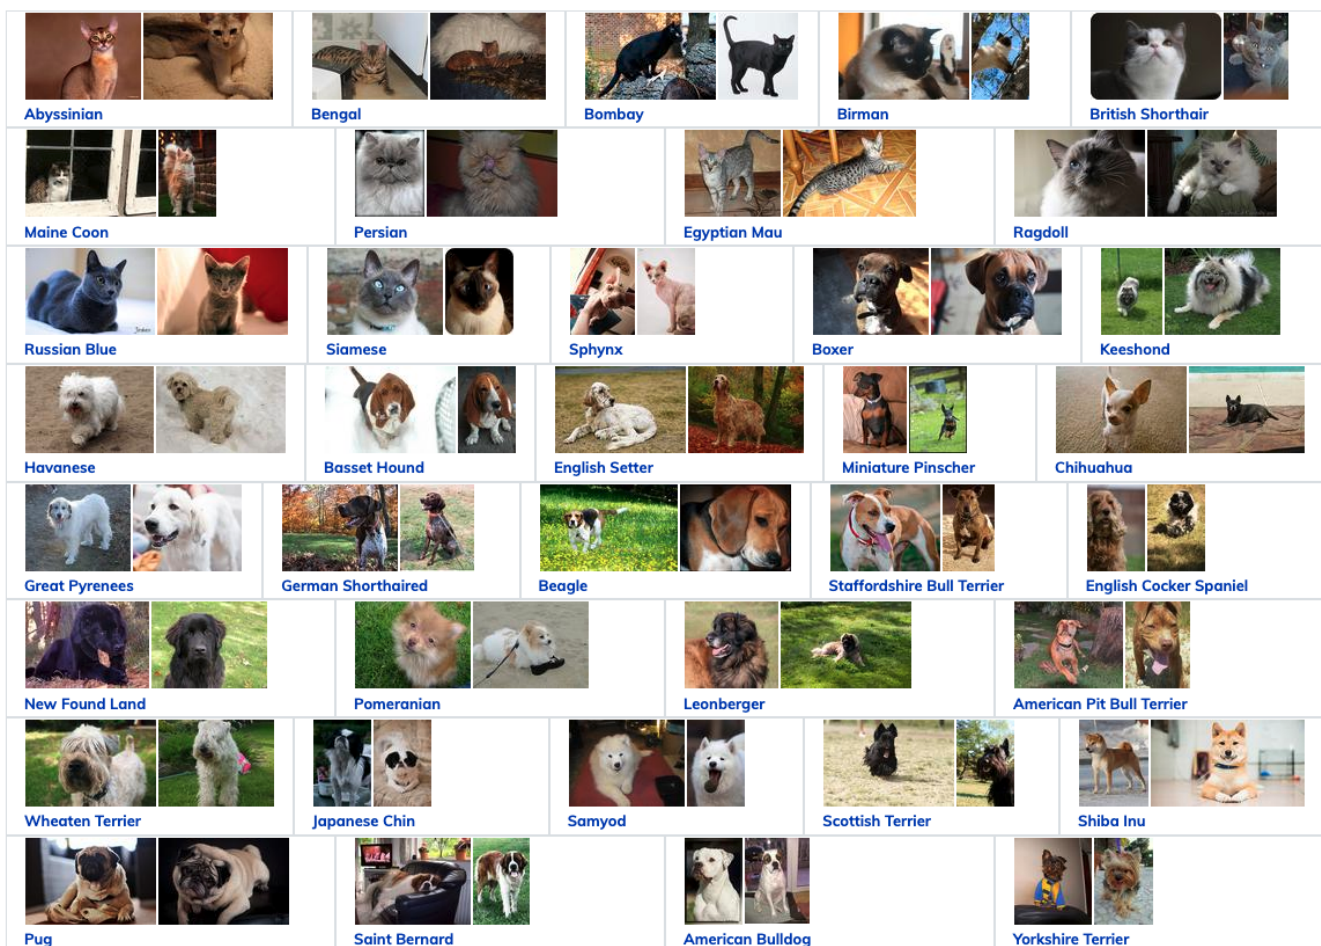 Abyssinian
Bengal
Bombay
Birman
British Shorthair
Maine Coon
Persian
Egyptian Mau
Ragdoll
Russian Blue
Siamese
Sphynx
Boxer
Keeshond
Havanese
Basset Hound
English Setter
Miniature Pinscher
Chihuahua
Great Pyrenees
German Shorthaired
Beagle
Staffordshire Bull Terrier
English Cocker Spaniel
New Found Land
Pomeranian
Leonberger
American Pit Bull Terrier
Wheaten Terrier
Japanese Chin
Samyod
Scottish Terrier
Shiba Inu
Pug
Saint Bernard
American Bulldog
Yorkshire Terrier